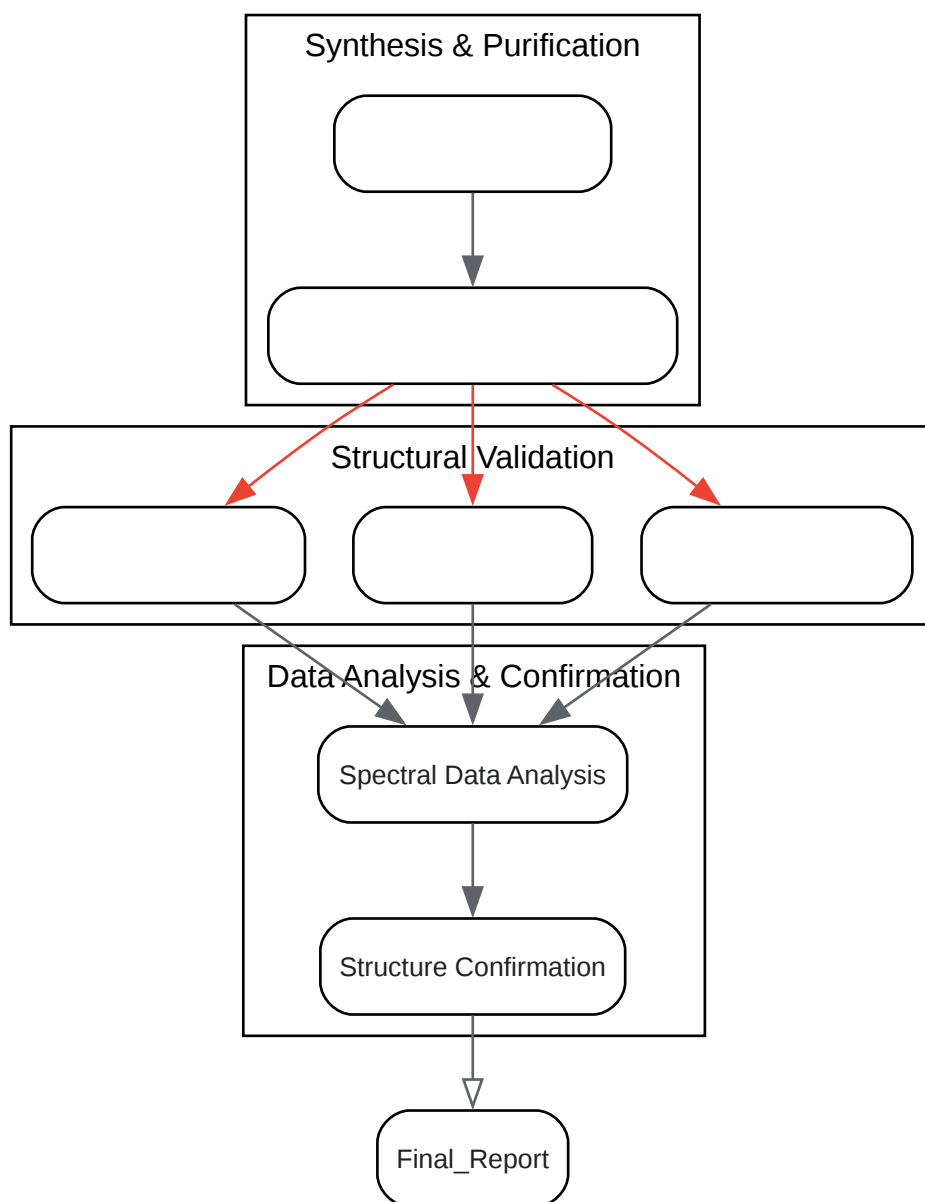 Synthesis & Purification
Structural Validation
Data Analysis & Confirmation
Spectral Data Analysis
Structure Confirmation
Final_Report